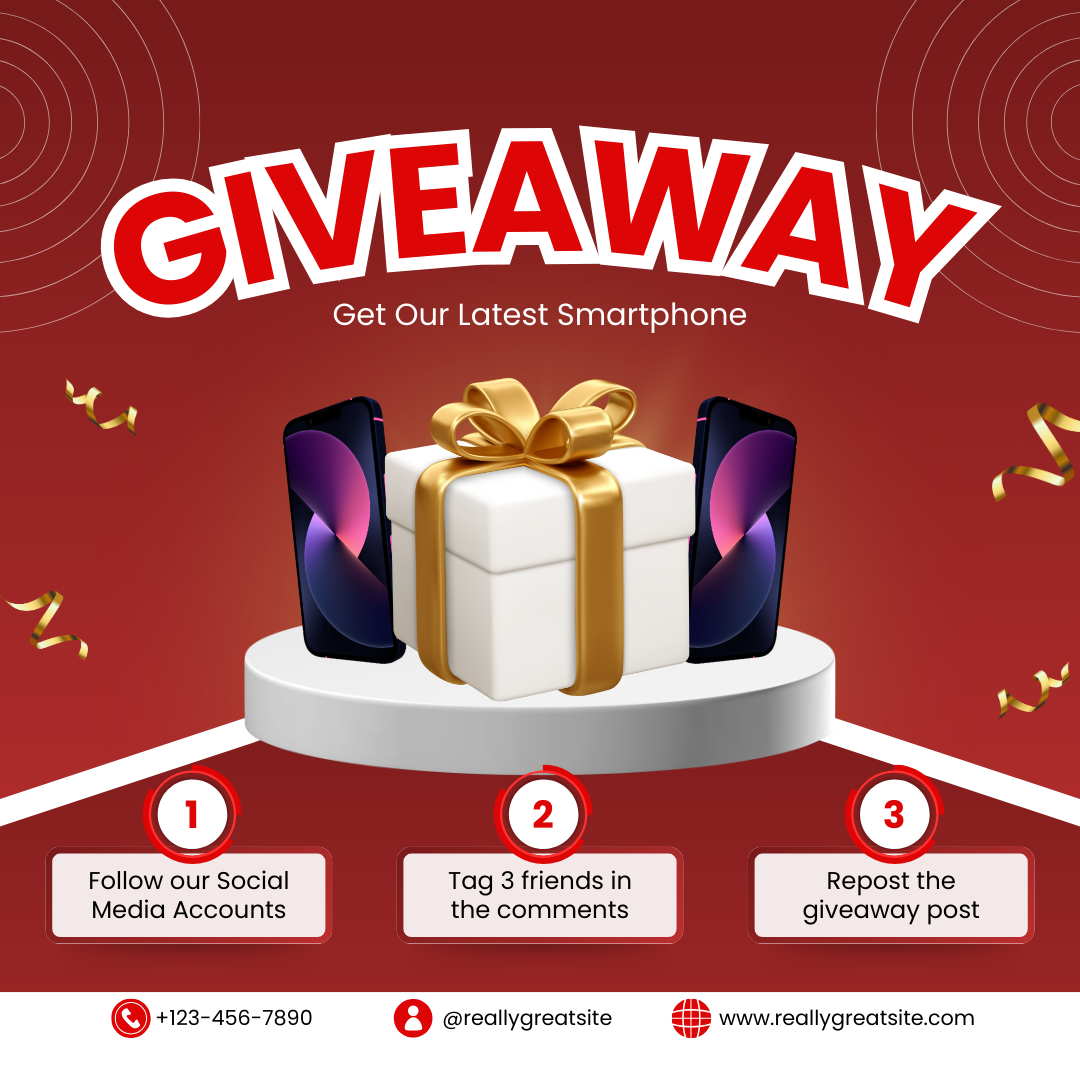 GIVEAWAY
Get Our Latest Smartphone
1
Follow our Social
Media Accounts
2
Tag 3 friends in
the comments
3
Repost the
giveaway post
+123-456-7890
@reallygreatsite
www.reallygreatsite.com